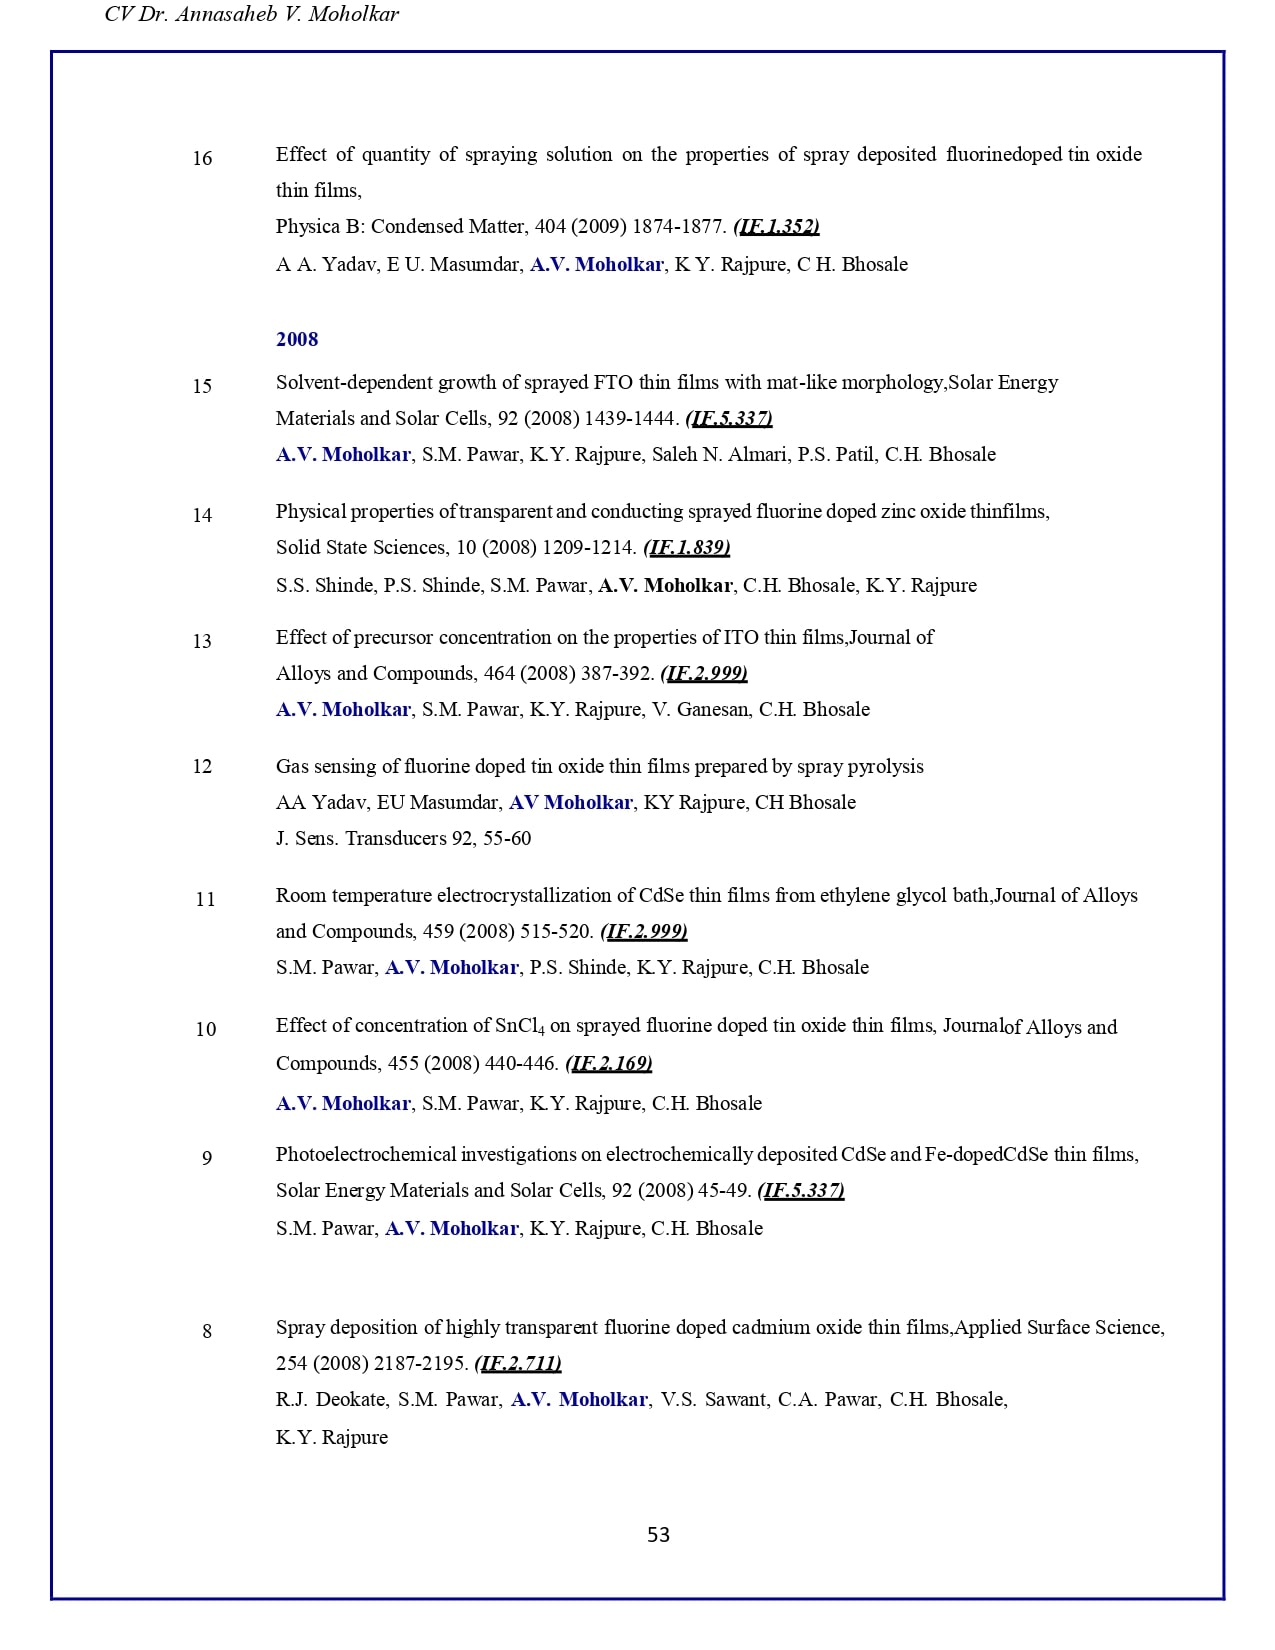 CV Dr. Annasaheb V. Moholkar
16 Effect of quantity of spraying solution on the properties of spray deposited fluorinedoped tin oxide
thin films,
Physica B: Condensed Matter, 404 (2009) 1874-1877. (IF.1.352)
A A. Yadav, E U. Masumdar, A.V. Moholkar, K Y. Rajpure, C H. Bhosale
2008
15 Solvent-dependent growth of sprayed FTO thin films with mat-like morphology,Solar Energy
Materials and Solar Cells, 92 (2008) 1439-1444. (IF.5.337)
A.V. Moholkar, S.M. Pawar, K.Y. Rajpure, Saleh N. Almari, P.S. Patil, C.H. Bhosale
14 Physical properties of transparent and conducting sprayed fluorine doped zinc oxide thinfilms,
Solid State Sciences, 10 (2008) 1209-1214. (IF.1.839)
S.S. Shinde, P.S. Shinde, S.M. Pawar, A.V. Moholkar, C.H. Bhosale, K.Y. Rajpure
13 Effect of precursor concentration on the properties of ITO thin films,Journal of
Alloys and Compounds, 464 (2008) 387-392. (IF.2.999)
A.V. Moholkar, S.M. Pawar, K.Y. Rajpure, V. Ganesan, C.H. Bhosale
12 Gas sensing of fluorine doped tin oxide thin films prepared by spray pyrolysis
AA Yadav, EU Masumdar, AV Moholkar, KY Rajpure, CH Bhosale
J. Sens. Transducers 92, 55-60
11 Room temperature electrocrystallization of CdSe thin films from ethylene glycol bath,Journal of Alloys
and Compounds, 459 (2008) 515-520. (IF.2.999)
S.M. Pawar, A.V. Moholkar, P.S. Shinde, K.Y. Rajpure, C.H. Bhosale
10 Effect of concentration of SnCl4 on sprayed fluorine doped tin oxide thin films, Journalof Alloys and
Compounds, 455 (2008) 440-446. (IF.2.169)
A.V. Moholkar, S.M. Pawar, K.Y. Rajpure, C.H. Bhosale
9 Photoelectrochemical investigations on electrochemically deposited CdSe and Fe-dopedCdSe thin films,
Solar Energy Materials and Solar Cells, 92 (2008) 45-49. (IF.5.337)
S.M. Pawar, A.V. Moholkar, K.Y. Rajpure, C.H. Bhosale
8 Spray deposition of highly transparent fluorine doped cadmium oxide thin films,Applied Surface Science,
254 (2008) 2187-2195. (IF.2.711)
R.J. Deokate, S.M. Pawar, A.V. Moholkar, V.S. Sawant, C.A. Pawar, C.H. Bhosale,
K.Y. Rajpure
53